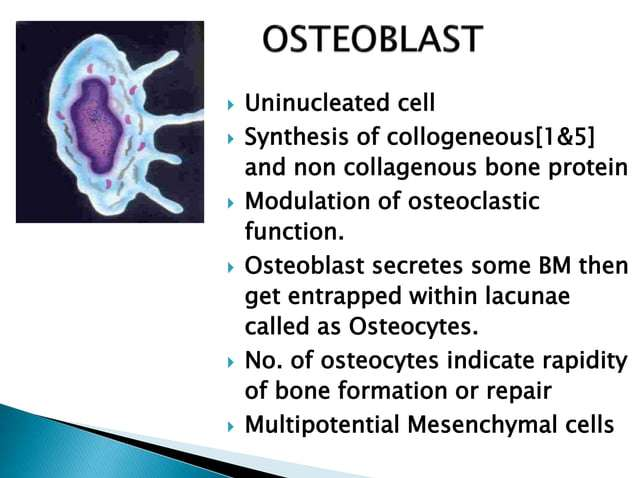 OSTEOBLAST
Uninucleated cell
Synthesis of collogeneous[1&5]
and non collagenous bone protein
Modulation of osteoclastic
function.
Osteoblast secretes some BM then
get entrapped within lacunae
called as Osteocytes.
No. of osteocytes indicate rapidity
of bone formation or repair
Multipotential Mesenchymal cells